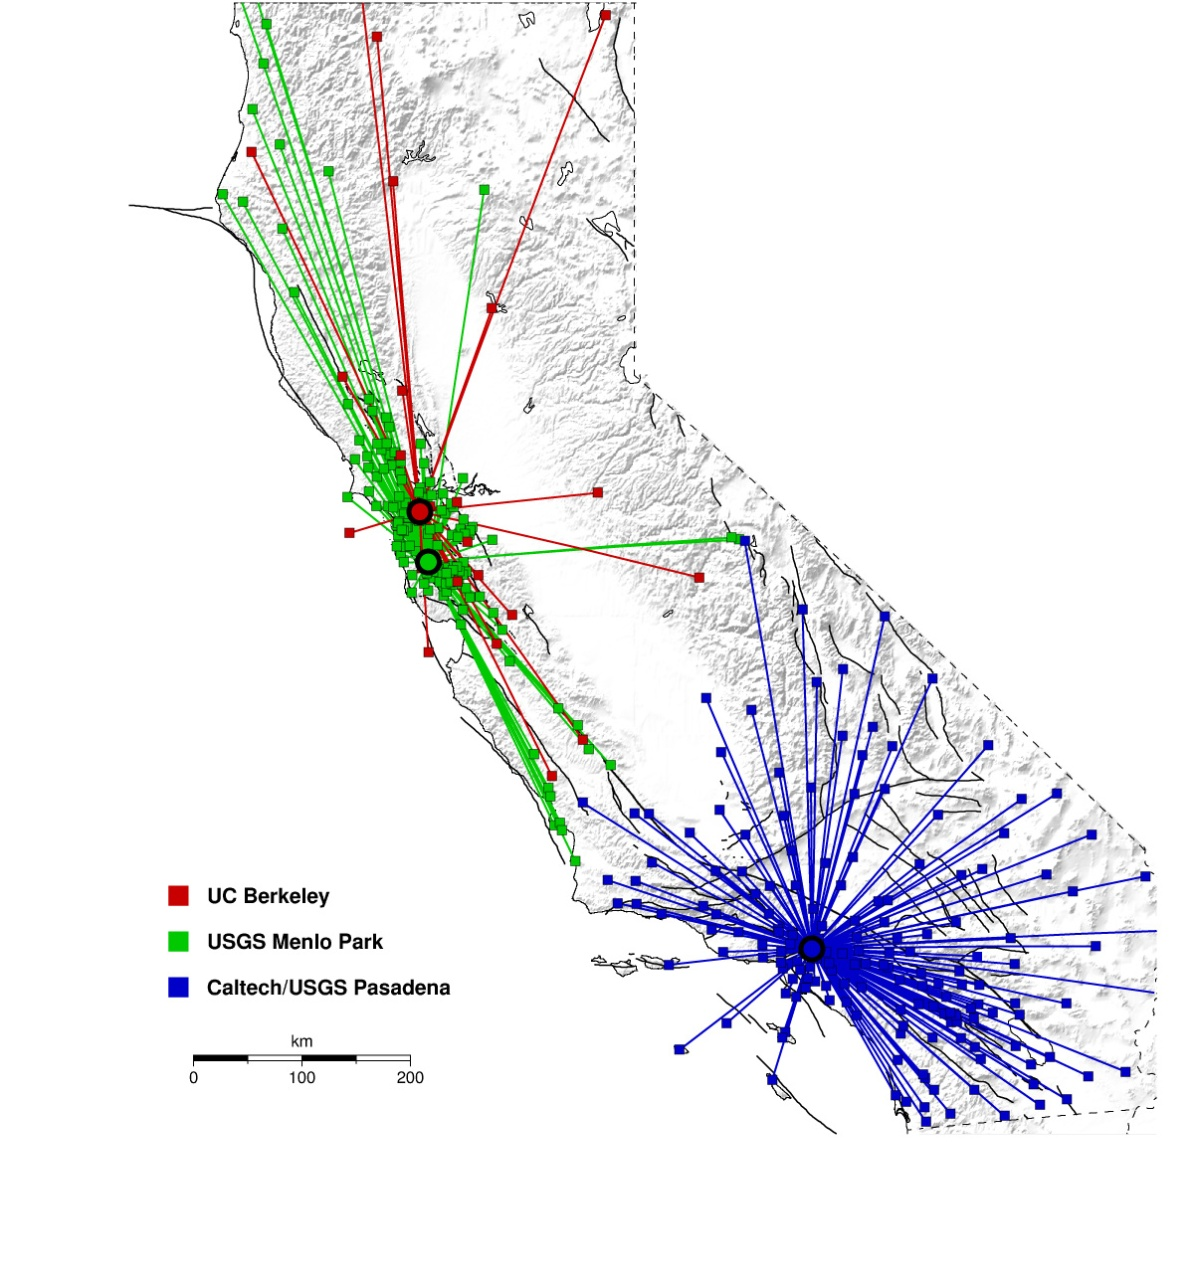 UC Berkeley
USGS Menlo Park
Caltech/USGS Pasadena
km
0 100 200